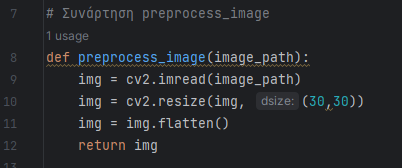 7 # Συνάρτηση preprocess_image
1 usage
8 def preprocess_image(image_path):
9 img = cv2.imread(image_path)
10 img = cv2.resize(img, dsize: (30,30))
11 img = img.flatten()
12 return img
13